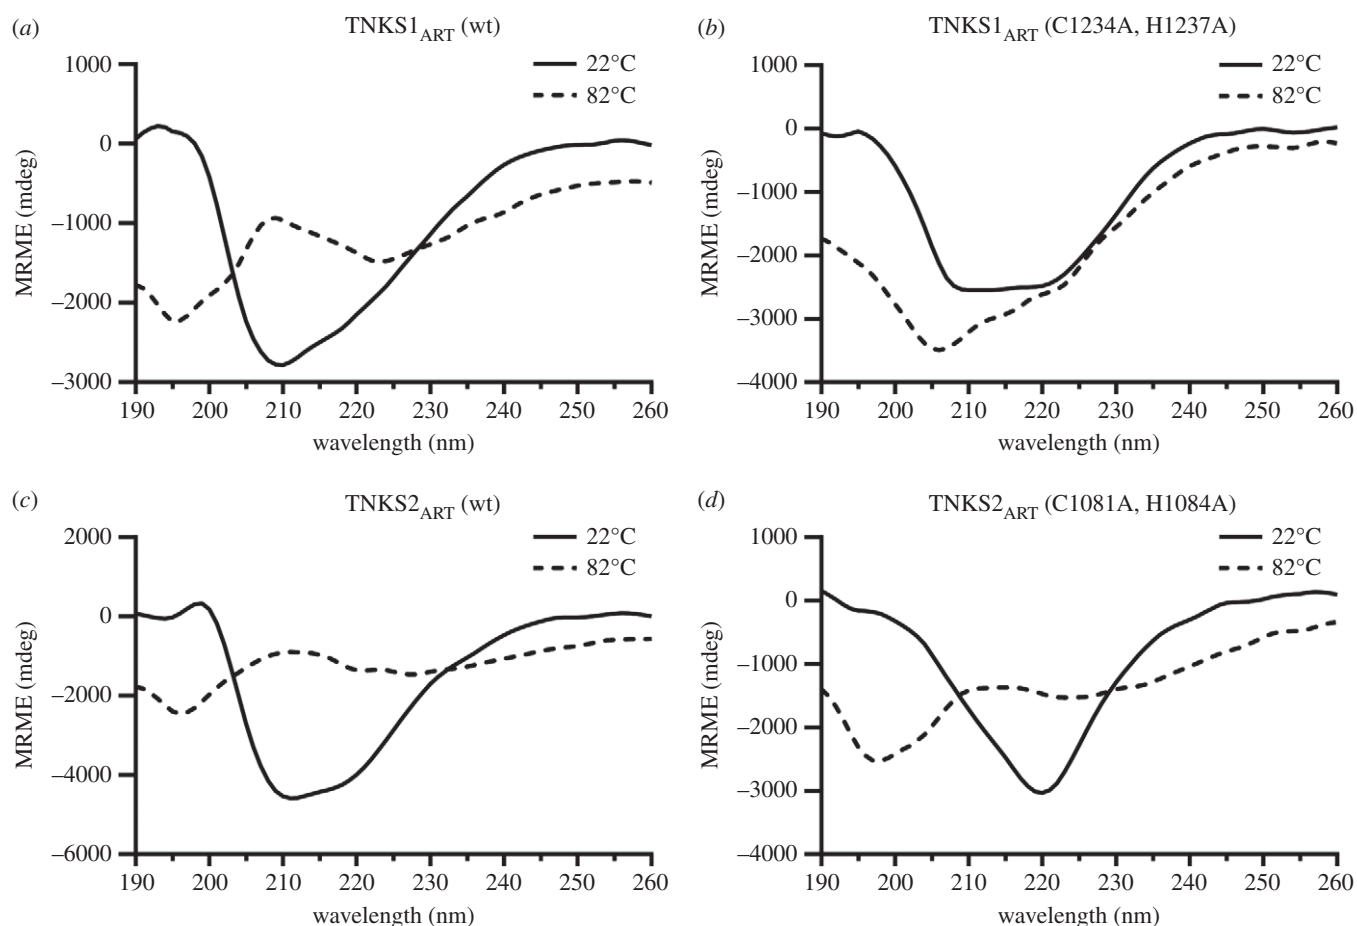 (a) TNKS1ART (wt)
22°C
82°C
1000
0
–1000
–2000
–3000
MRME (mdeg)
190 200 210 220 230 240 250 260
wavelength (nm)
(b) TNKS1ART (C1234A, H1237A)
22°C
82°C
1000
0
–1000
–2000
–3000
–4000
MRME (mdeg)
190 200 210 220 230 240 250 260
wavelength (nm)
(c) TNKS2ART (wt)
22°C
82°C
2000
0
–2000
–4000
–6000
MRME (mdeg)
190 200 210 220 230 240 250 260
wavelength (nm)
(d) TNKS2ART (C1081A, H1084A)
22°C
82°C
1000
0
–1000
–2000
–3000
–4000
MRME (mdeg)
190 200 210 220 230 240 250 260
wavelength (nm)